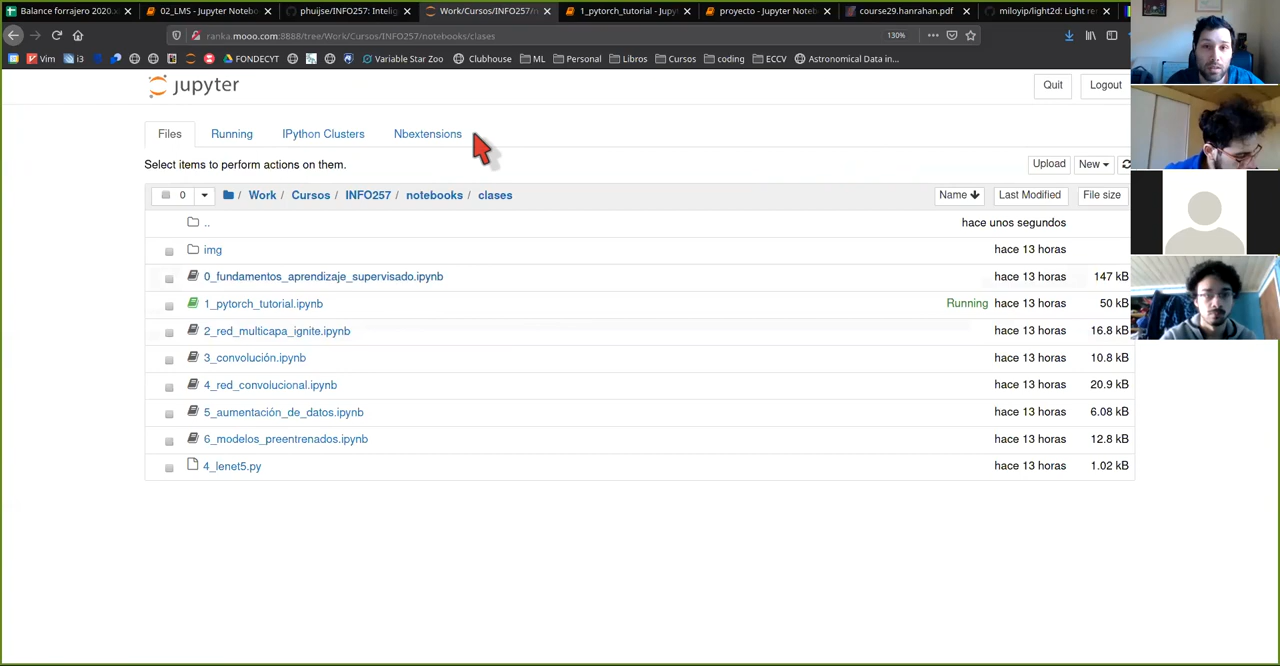 Balance forrajero 2020.x
02_LMS - Jupyter Notebo
phuijse/INFO257: Intelig
Work/Cursos/INFO257/n
1_pytorch_tutorial - Jupyt
proyecto - Jupyter Noteb
course29.hanrahan.pdf
miloyip/light2d: Light re
ranka.mooo.com:8888/tree/Work/Cursos/INFO257/notebooks/clases
130%
Vim
i3
FONDECYT
Variable Star Zoo
Clubhouse
ML
Personal
Libros
Cursos
coding
ECCV
Astronomical Data in...
jupyter
Quit
Logout
Files
Running
IPython Clusters
Nbextensions
Select items to perform actions on them.
Upload
New
0
/ Work / Cursos / INFO257 / notebooks / clases
Name
Last Modified
File size
.. hace unos segundos
img hace 13 horas
0_fundamentos_aprendizaje_supervisado.ipynb hace 13 horas 147 kB
1_pytorch_tutorial.ipynb Running hace 13 horas 50 kB
2_red_multicapa_ignite.ipynb hace 13 horas 16.8 kB
3_convolución.ipynb hace 13 horas 10.8 kB
4_red_convolucional.ipynb hace 13 horas 20.9 kB
5_aumentación_de_datos.ipynb hace 13 horas 6.08 kB
6_modelos_preentrenados.ipynb hace 13 horas 12.8 kB
4_lenet5.py hace 13 horas 1.02 kB